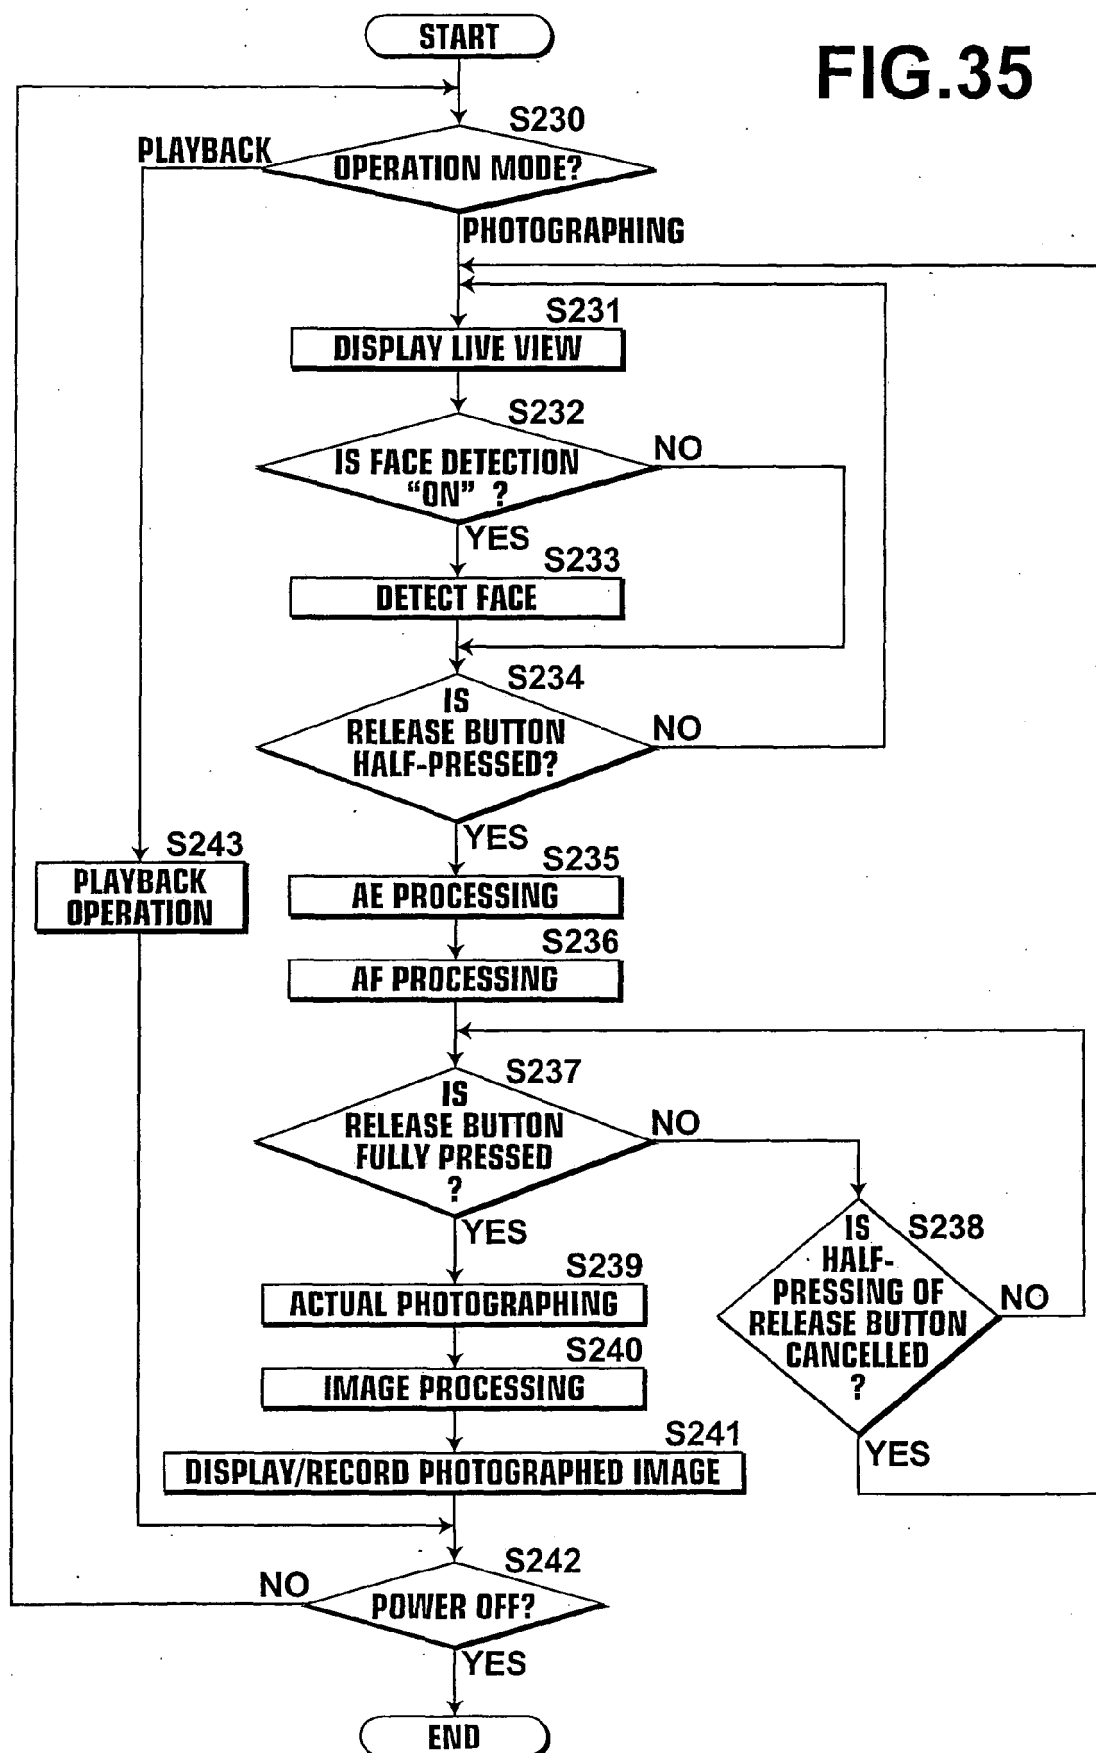 START
FIG.35
S230
PLAYBACK
OPERATION MODE?
PHOTOGRAPHING
S231
DISPLAY LIVE VIEW
S232
NO
IS FACE DETECTION
“ON” ?
YES
S233
DETECT FACE
S234
IS
RELEASE BUTTON
HALF-PRESSED?
NO
YES
S243
PLAYBACK
OPERATION
S235
AE PROCESSING
S236
AF PROCESSING
S237
IS
RELEASE BUTTON
FULLY PRESSED
?
NO
YES
S238
IS
HALF-
PRESSING OF
RELEASE BUTTON
CANCELLED
?
NO
YES
S239
ACTUAL PHOTOGRAPHING
S240
IMAGE PROCESSING
S241
DISPLAY/RECORD PHOTOGRAPHED IMAGE
S242
NO
POWER OFF?
YES
END